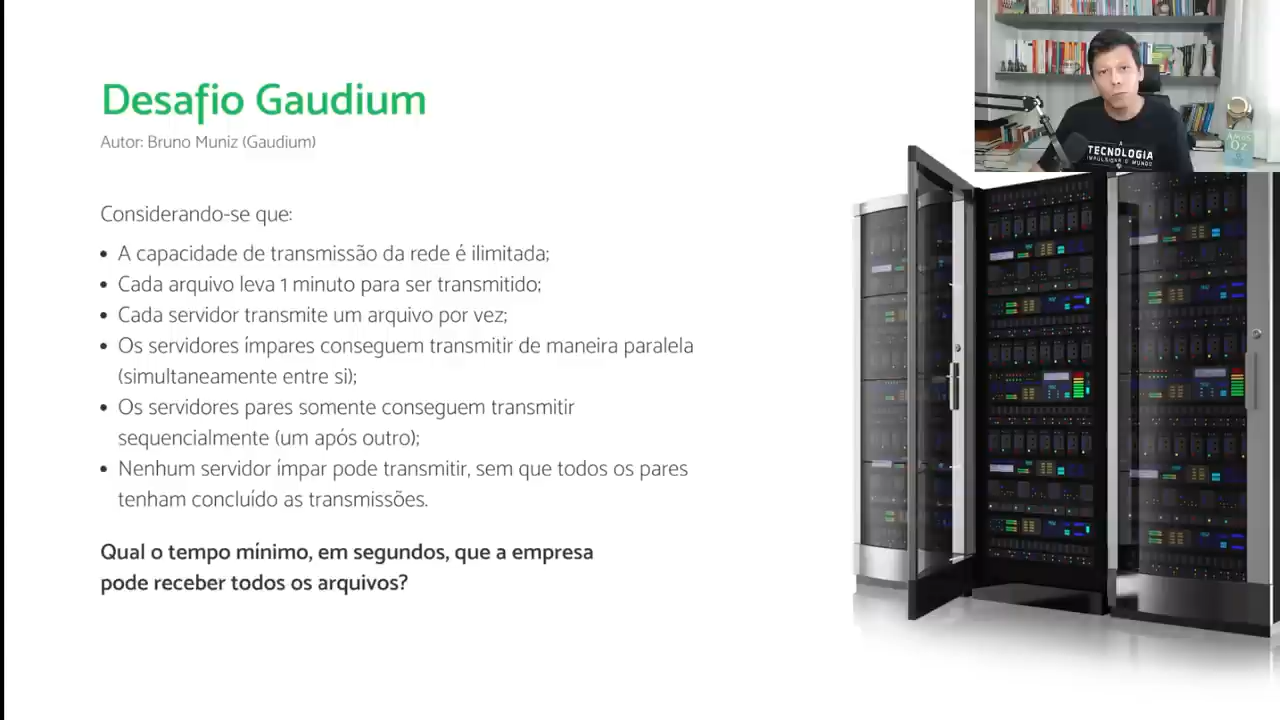 Desafio Gaudium
Autor: Bruno Muniz (Gaudium)
Considerando-se que:
• A capacidade de transmissão da rede é ilimitada;
• Cada arquivo leva 1 minuto para ser transmitido;
• Cada servidor transmite um arquivo por vez;
• Os servidores ímpares conseguem transmitir de maneira paralela
(simultaneamente entre si);
• Os servidores pares somente conseguem transmitir
sequencialmente (um após outro);
• Nenhum servidor ímpar pode transmitir, sem que todos os pares
tenham concluído as transmissões.
Qual o tempo mínimo, em segundos, que a empresa
pode receber todos os arquivos?
A
TECNOLOGIA
IMPULSIONA O MUNDO